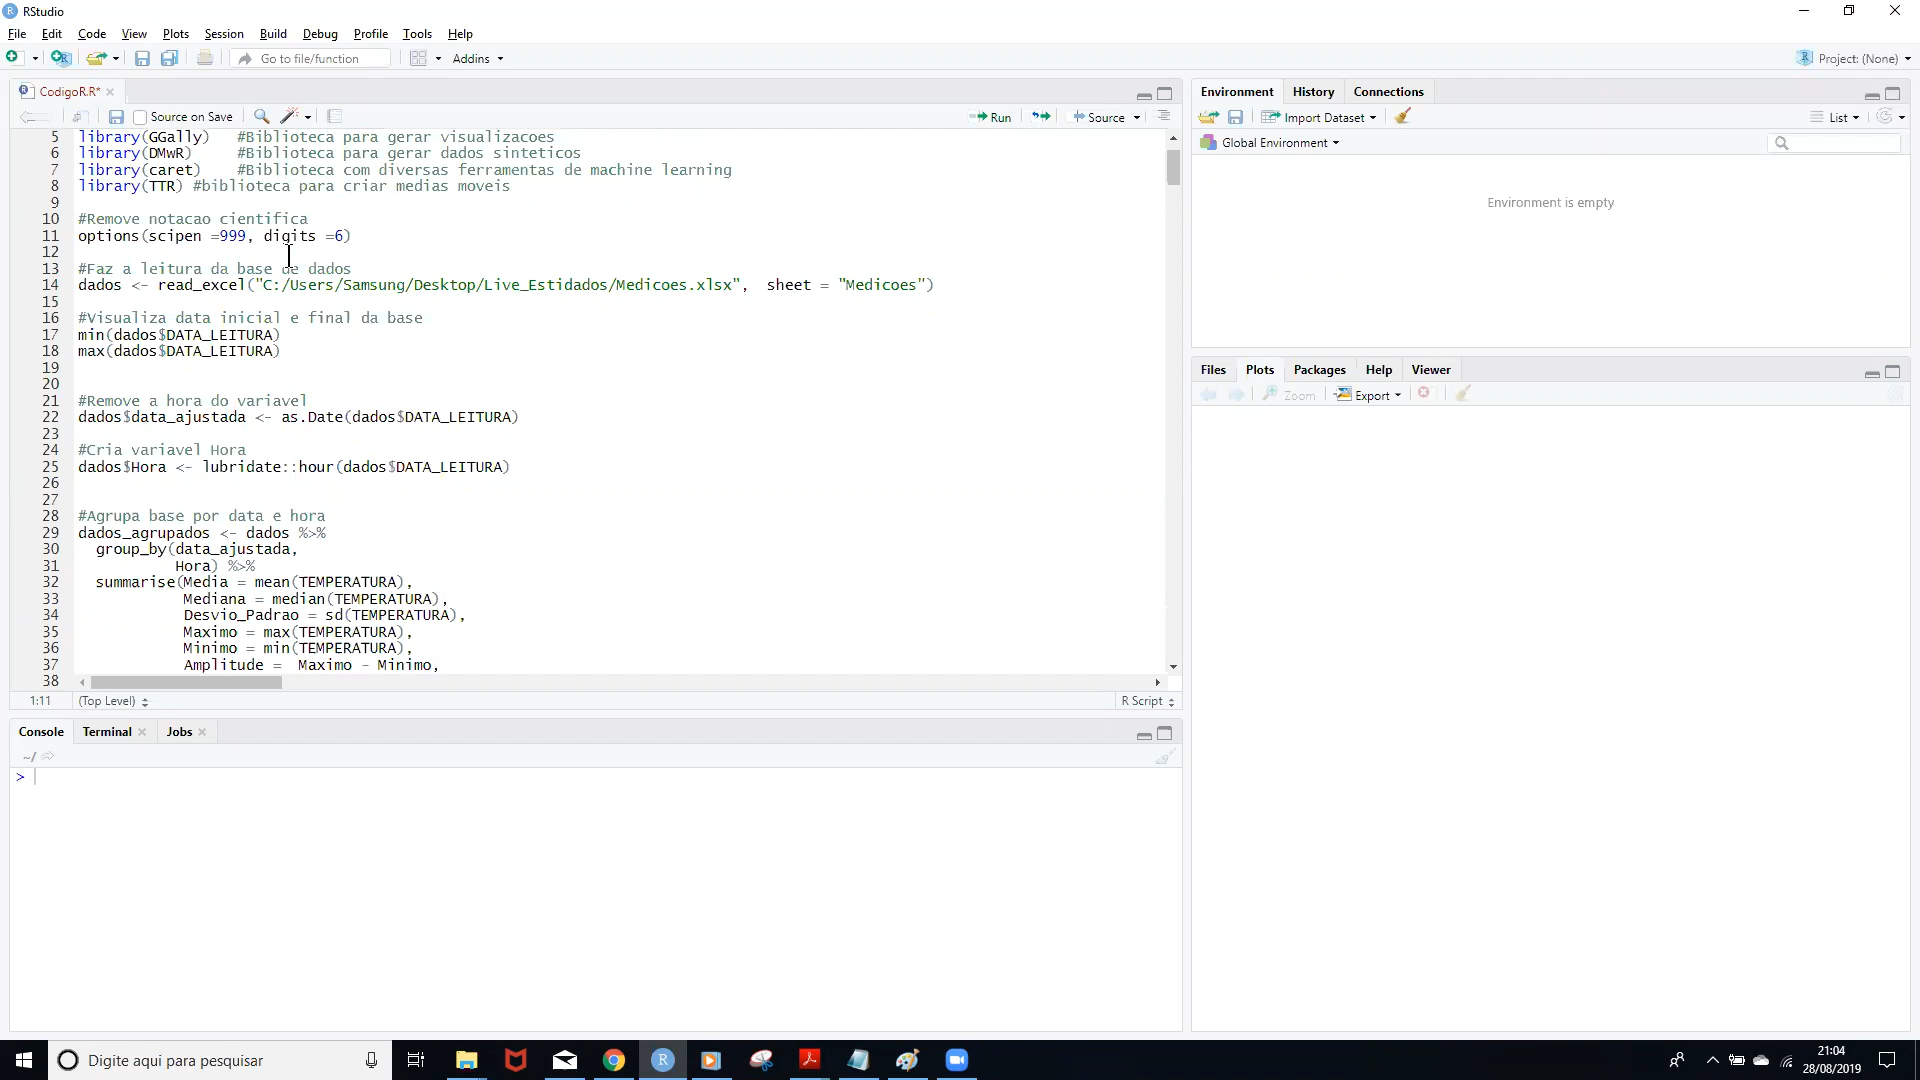 RStudio
File Edit Code View Plots Session Build Debug Profile Tools Help
Go to file/function Addins Project: (None)
CodigoR.R*
Source on Save Run Source
5 library(GGally) #Biblioteca para gerar visualizacoes
6 library(DMwR) #Biblioteca para gerar dados sinteticos
7 library(caret) #Biblioteca com diversas ferramentas de machine learning
8 library(TTR) #biblioteca para criar medias moveis
9
10 #Remove notacao cientifica
11 options(scipen =999, digits =6)
12
13 #Faz a leitura da base de dados
14 dados <- read_excel("C:/Users/Samsung/Desktop/Live_Estidados/Medicoes.xlsx", sheet = "Medicoes")
15
16 #Visualiza data inicial e final da base
17 min(dados$DATA_LEITURA)
18 max(dados$DATA_LEITURA)
19
20
21 #Remove a hora do variavel
22 dados$data_ajustada <- as.Date(dados$DATA_LEITURA)
23
24 #Cria variavel Hora
25 dados$Hora <- lubridate::hour(dados$DATA_LEITURA)
26
27
28 #Agrupa base por data e hora
29 dados_agrupados <- dados %>%
30 group_by(data_ajustada,
31 Hora) %>%
32 summarise(Media = mean(TEMPERATURA),
33 Mediana = median(TEMPERATURA),
34 Desvio_Padrao = sd(TEMPERATURA),
35 Maximo = max(TEMPERATURA),
36 Minimo = min(TEMPERATURA),
37 Amplitude = Maximo - Minimo,
38
1:11 (Top Level) R Script
Console Terminal Jobs
~/
>
Environment History Connections
Import Dataset List
Global Environment
Environment is empty
Files Plots Packages Help Viewer
Zoom Export
Digite aqui para pesquisar
21:04
28/08/2019